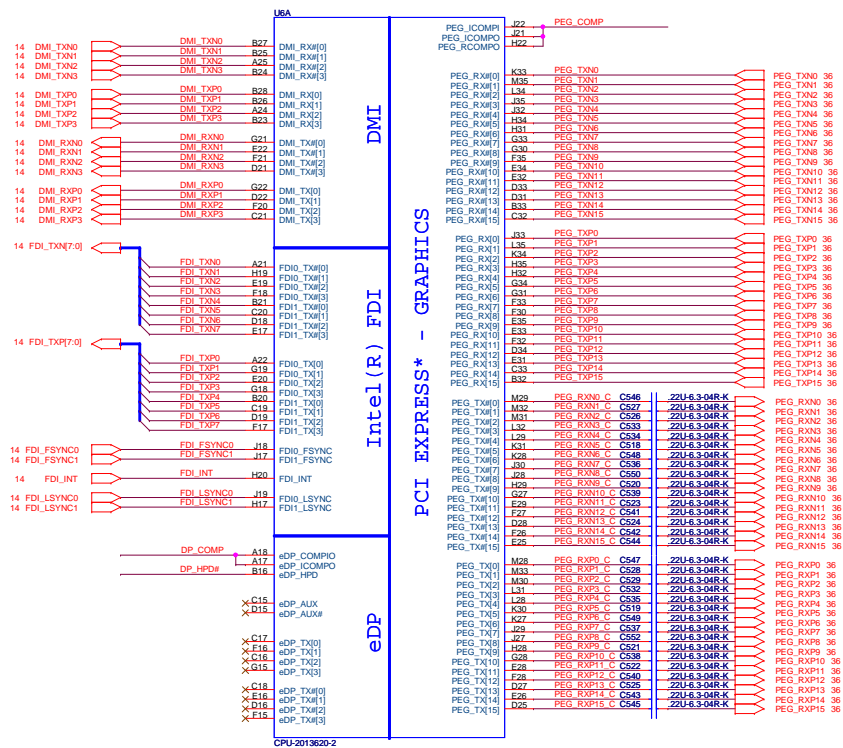 U6A
14 DMI_TXN0 DMI_TXN0 B27 DMI_RX#[0]
14 DMI_TXN1 DMI_TXN1 B25 DMI_RX#[1]
14 DMI_TXN2 DMI_TXN2 A25 DMI_RX#[2]
14 DMI_TXN3 DMI_TXN3 B24 DMI_RX#[3]
14 DMI_TXP0 DMI_TXP0 B28 DMI_RX[0]
14 DMI_TXP1 DMI_TXP1 B26 DMI_RX[1]
14 DMI_TXP2 DMI_TXP2 A24 DMI_RX[2]
14 DMI_TXP3 DMI_TXP3 B23 DMI_RX[3]
14 DMI_RXN0 DMI_RXN0 G21 DMI_TX#[0]
14 DMI_RXN1 DMI_RXN1 E22 DMI_TX#[1]
14 DMI_RXN2 DMI_RXN2 F21 DMI_TX#[2]
14 DMI_RXN3 DMI_RXN3 D21 DMI_TX#[3]
14 DMI_RXP0 DMI_RXP0 G22 DMI_TX[0]
14 DMI_RXP1 DMI_RXP1 D22 DMI_TX[1]
14 DMI_RXP2 DMI_RXP2 F20 DMI_TX[2]
14 DMI_RXP3 DMI_RXP3 C21 DMI_TX[3]
DMI
14 FDI_TXN[7:0]
FDI_TXN0 A21 FDI0_TX#[0]
FDI_TXN1 H19 FDI0_TX#[1]
FDI_TXN2 E19 FDI0_TX#[2]
FDI_TXN3 F18 FDI0_TX#[3]
FDI_TXN4 B21 FDI1_TX#[0]
FDI_TXN5 C20 FDI1_TX#[1]
FDI_TXN6 D18 FDI1_TX#[2]
FDI_TXN7 E17 FDI1_TX#[3]
14 FDI_TXP[7:0]
FDI_TXP0 A22 FDI0_TX[0]
FDI_TXP1 G19 FDI0_TX[1]
FDI_TXP2 E20 FDI0_TX[2]
FDI_TXP3 G18 FDI0_TX[3]
FDI_TXP4 B20 FDI1_TX[0]
FDI_TXP5 C19 FDI1_TX[1]
FDI_TXP6 D19 FDI1_TX[2]
FDI_TXP7 F17 FDI1_TX[3]
14 FDI_FSYNC0 FDI_FSYNC0 J18 FDI0_FSYNC
14 FDI_FSYNC1 FDI_FSYNC1 J17 FDI1_FSYNC
14 FDI_INT FDI_INT H20 FDI_INT
14 FDI_LSYNC0 FDI_LSYNC0 J19 FDI0_LSYNC
14 FDI_LSYNC1 FDI_LSYNC1 H17 FDI1_LSYNC
Intel(R) FDI
DP_COMP A18 eDP_COMPIO
A17 eDP_ICOMPO
DP_HPD# B16 eDP_HPD
C15 eDP_AUX
D15 eDP_AUX#
C17 eDP_TX[0]
F16 eDP_TX[1]
C16 eDP_TX[2]
G15 eDP_TX[3]
C18 eDP_TX#[0]
E16 eDP_TX#[1]
D16 eDP_TX#[2]
F15 eDP_TX#[3]
eDP
CPU-2013620-2
PCI EXPRESS* - GRAPHICS
PEG_ICOMPI J22 PEG_COMP
PEG_ICOMPO J21
PEG_RCOMPO H22
PEG_RX#[0] K33 PEG_TXN0 PEG_TXN0 36
PEG_RX#[1] M35 PEG_TXN1 PEG_TXN1 36
PEG_RX#[2] L34 PEG_TXN2 PEG_TXN2 36
PEG_RX#[3] J35 PEG_TXN3 PEG_TXN3 36
PEG_RX#[4] J32 PEG_TXN4 PEG_TXN4 36
PEG_RX#[5] H34 PEG_TXN5 PEG_TXN5 36
PEG_RX#[6] H31 PEG_TXN6 PEG_TXN6 36
PEG_RX#[7] G33 PEG_TXN7 PEG_TXN7 36
PEG_RX#[8] G30 PEG_TXN8 PEG_TXN8 36
PEG_RX#[9] F35 PEG_TXN9 PEG_TXN9 36
PEG_RX#[10] E34 PEG_TXN10 PEG_TXN10 36
PEG_RX#[11] E32 PEG_TXN11 PEG_TXN11 36
PEG_RX#[12] D33 PEG_TXN12 PEG_TXN12 36
PEG_RX#[13] D31 PEG_TXN13 PEG_TXN13 36
PEG_RX#[14] B33 PEG_TXN14 PEG_TXN14 36
PEG_RX#[15] C32 PEG_TXN15 PEG_TXN15 36
PEG_RX[0] J33 PEG_TXP0 PEG_TXP0 36
PEG_RX[1] L35 PEG_TXP1 PEG_TXP1 36
PEG_RX[2] K34 PEG_TXP2 PEG_TXP2 36
PEG_RX[3] H35 PEG_TXP3 PEG_TXP3 36
PEG_RX[4] H32 PEG_TXP4 PEG_TXP4 36
PEG_RX[5] G34 PEG_TXP5 PEG_TXP5 36
PEG_RX[6] G31 PEG_TXP6 PEG_TXP6 36
PEG_RX[7] F33 PEG_TXP7 PEG_TXP7 36
PEG_RX[8] F30 PEG_TXP8 PEG_TXP8 36
PEG_RX[9] E35 PEG_TXP9 PEG_TXP9 36
PEG_RX[10] E33 PEG_TXP10 PEG_TXP10 36
PEG_RX[11] F32 PEG_TXP11 PEG_TXP11 36
PEG_RX[12] D34 PEG_TXP12 PEG_TXP12 36
PEG_RX[13] E31 PEG_TXP13 PEG_TXP13 36
PEG_RX[14] C33 PEG_TXP14 PEG_TXP14 36
PEG_RX[15] B32 PEG_TXP15 PEG_TXP15 36
PEG_TX#[0] M29 PEG_RXN0_C C546 .22U-6.3-04R-K PEG_RXN0 36
PEG_TX#[1] M32 PEG_RXN1_C C527 .22U-6.3-04R-K PEG_RXN1 36
PEG_TX#[2] M31 PEG_RXN2_C C526 .22U-6.3-04R-K PEG_RXN2 36
PEG_TX#[3] L32 PEG_RXN3_C C533 .22U-6.3-04R-K PEG_RXN3 36
PEG_TX#[4] L29 PEG_RXN4_C C534 .22U-6.3-04R-K PEG_RXN4 36
PEG_TX#[5] K31 PEG_RXN5_C C518 .22U-6.3-04R-K PEG_RXN5 36
PEG_TX#[6] K28 PEG_RXN6_C C548 .22U-6.3-04R-K PEG_RXN6 36
PEG_TX#[7] J30 PEG_RXN7_C C536 .22U-6.3-04R-K PEG_RXN7 36
PEG_TX#[8] J28 PEG_RXN8_C C550 .22U-6.3-04R-K PEG_RXN8 36
PEG_TX#[9] H29 PEG_RXN9_C C520 .22U-6.3-04R-K PEG_RXN9 36
PEG_TX#[10] G27 PEG_RXN10_C C539 .22U-6.3-04R-K PEG_RXN10 36
PEG_TX#[11] E29 PEG_RXN11_C C523 .22U-6.3-04R-K PEG_RXN11 36
PEG_TX#[12] F27 PEG_RXN12_C C541 .22U-6.3-04R-K PEG_RXN12 36
PEG_TX#[13] D28 PEG_RXN13_C C524 .22U-6.3-04R-K PEG_RXN13 36
PEG_TX#[14] F26 PEG_RXN14_C C542 .22U-6.3-04R-K PEG_RXN14 36
PEG_TX#[15] E25 PEG_RXN15_C C544 .22U-6.3-04R-K PEG_RXN15 36
PEG_TX[0] M28 PEG_RXP0_C C547 .22U-6.3-04R-K PEG_RXP0 36
PEG_TX[1] M33 PEG_RXP1_C C528 .22U-6.3-04R-K PEG_RXP1 36
PEG_TX[2] M30 PEG_RXP2_C C529 .22U-6.3-04R-K PEG_RXP2 36
PEG_TX[3] L31 PEG_RXP3_C C532 .22U-6.3-04R-K PEG_RXP3 36
PEG_TX[4] L28 PEG_RXP4_C C535 .22U-6.3-04R-K PEG_RXP4 36
PEG_TX[5] K30 PEG_RXP5_C C519 .22U-6.3-04R-K PEG_RXP5 36
PEG_TX[6] K27 PEG_RXP6_C C549 .22U-6.3-04R-K PEG_RXP6 36
PEG_TX[7] J29 PEG_RXP7_C C537 .22U-6.3-04R-K PEG_RXP7 36
PEG_TX[8] J27 PEG_RXP8_C C552 .22U-6.3-04R-K PEG_RXP8 36
PEG_TX[9] H28 PEG_RXP9_C C521 .22U-6.3-04R-K PEG_RXP9 36
PEG_TX[10] G28 PEG_RXP10_C C538 .22U-6.3-04R-K PEG_RXP10 36
PEG_TX[11] E28 PEG_RXP11_C C522 .22U-6.3-04R-K PEG_RXP11 36
PEG_TX[12] F28 PEG_RXP12_C C540 .22U-6.3-04R-K PEG_RXP12 36
PEG_TX[13] D27 PEG_RXP13_C C525 .22U-6.3-04R-K PEG_RXP13 36
PEG_TX[14] E26 PEG_RXP14_C C543 .22U-6.3-04R-K PEG_RXP14 36
PEG_TX[15] D25 PEG_RXP15_C C545 .22U-6.3-04R-K PEG_RXP15 36